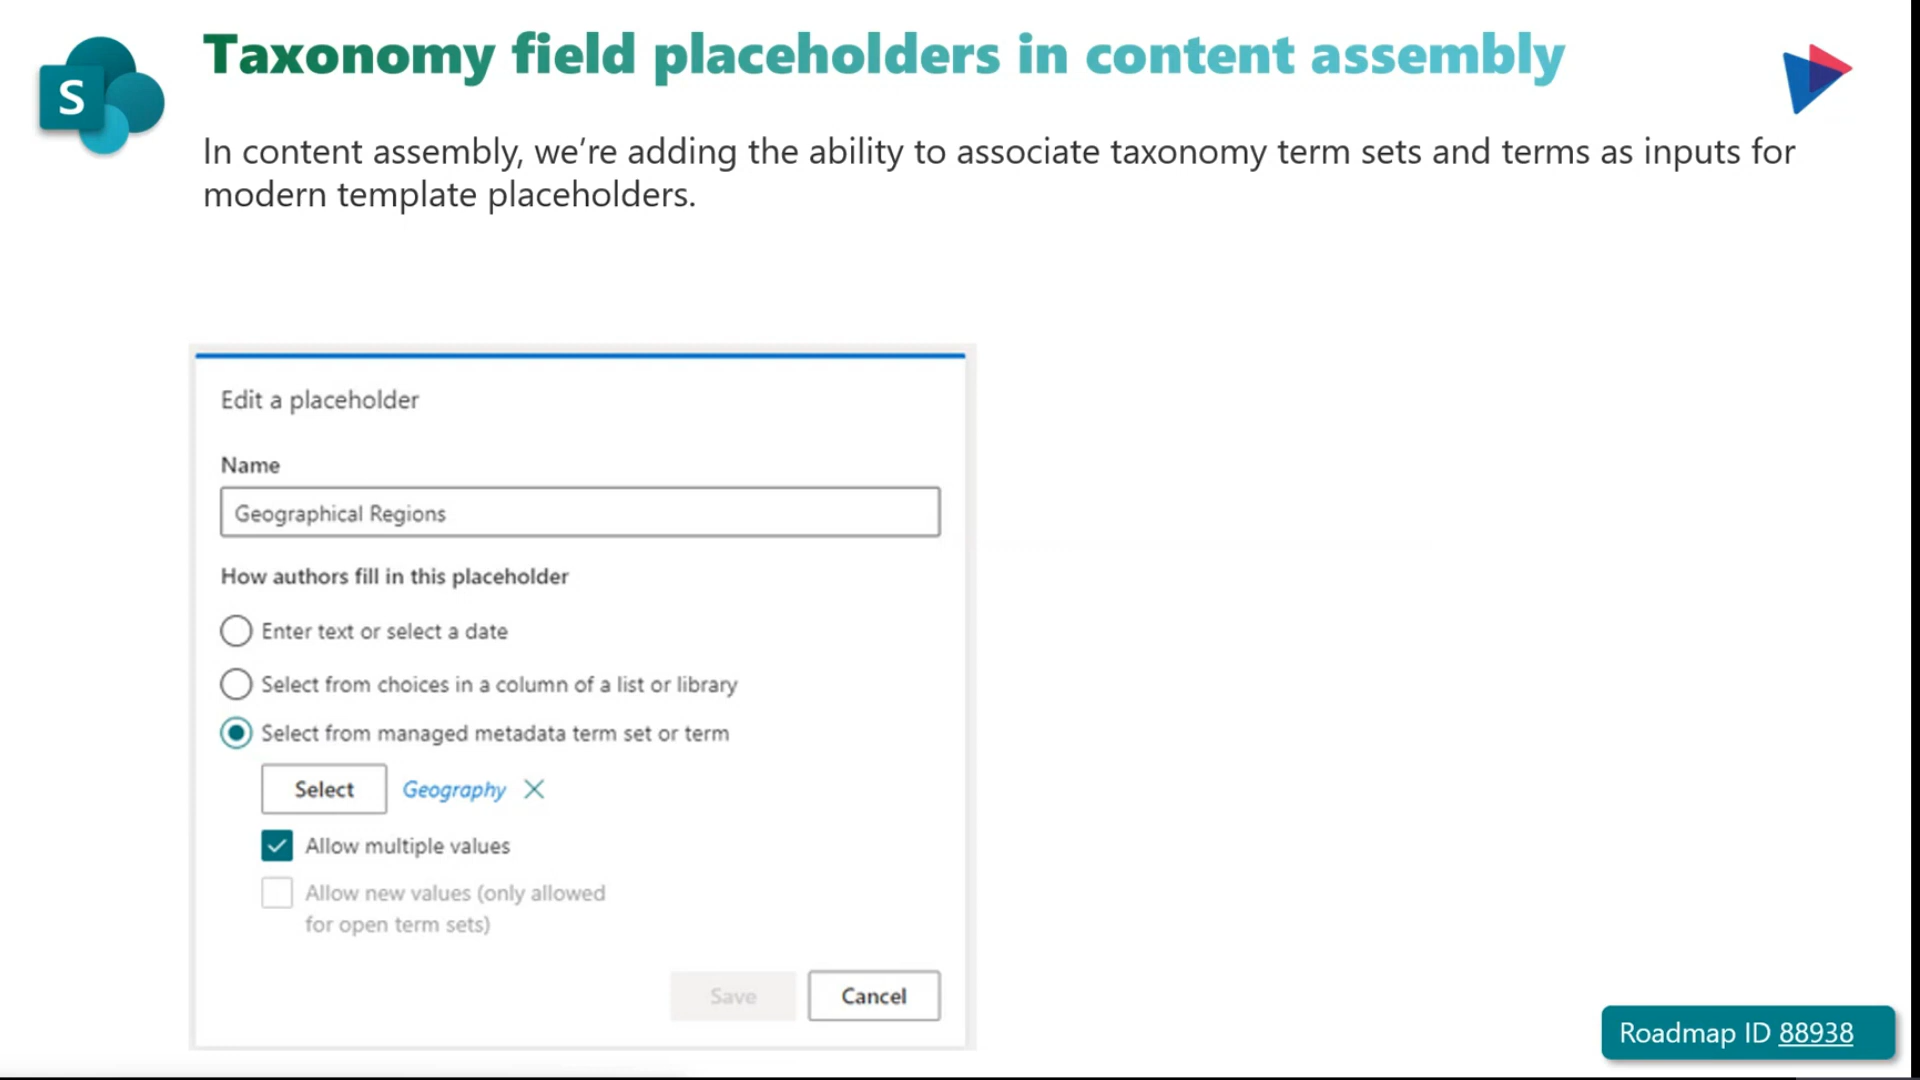 S
Taxonomy field placeholders in content assembly
In content assembly, we’re adding the ability to associate taxonomy term sets and terms as inputs for
modern template placeholders.
Edit a placeholder
Name
Geographical Regions
How authors fill in this placeholder
Enter text or select a date
Select from choices in a column of a list or library
Select from managed metadata term set or term
Select Geography
Allow multiple values
Allow new values (only allowed
for open term sets)
Save Cancel
Roadmap ID 88938